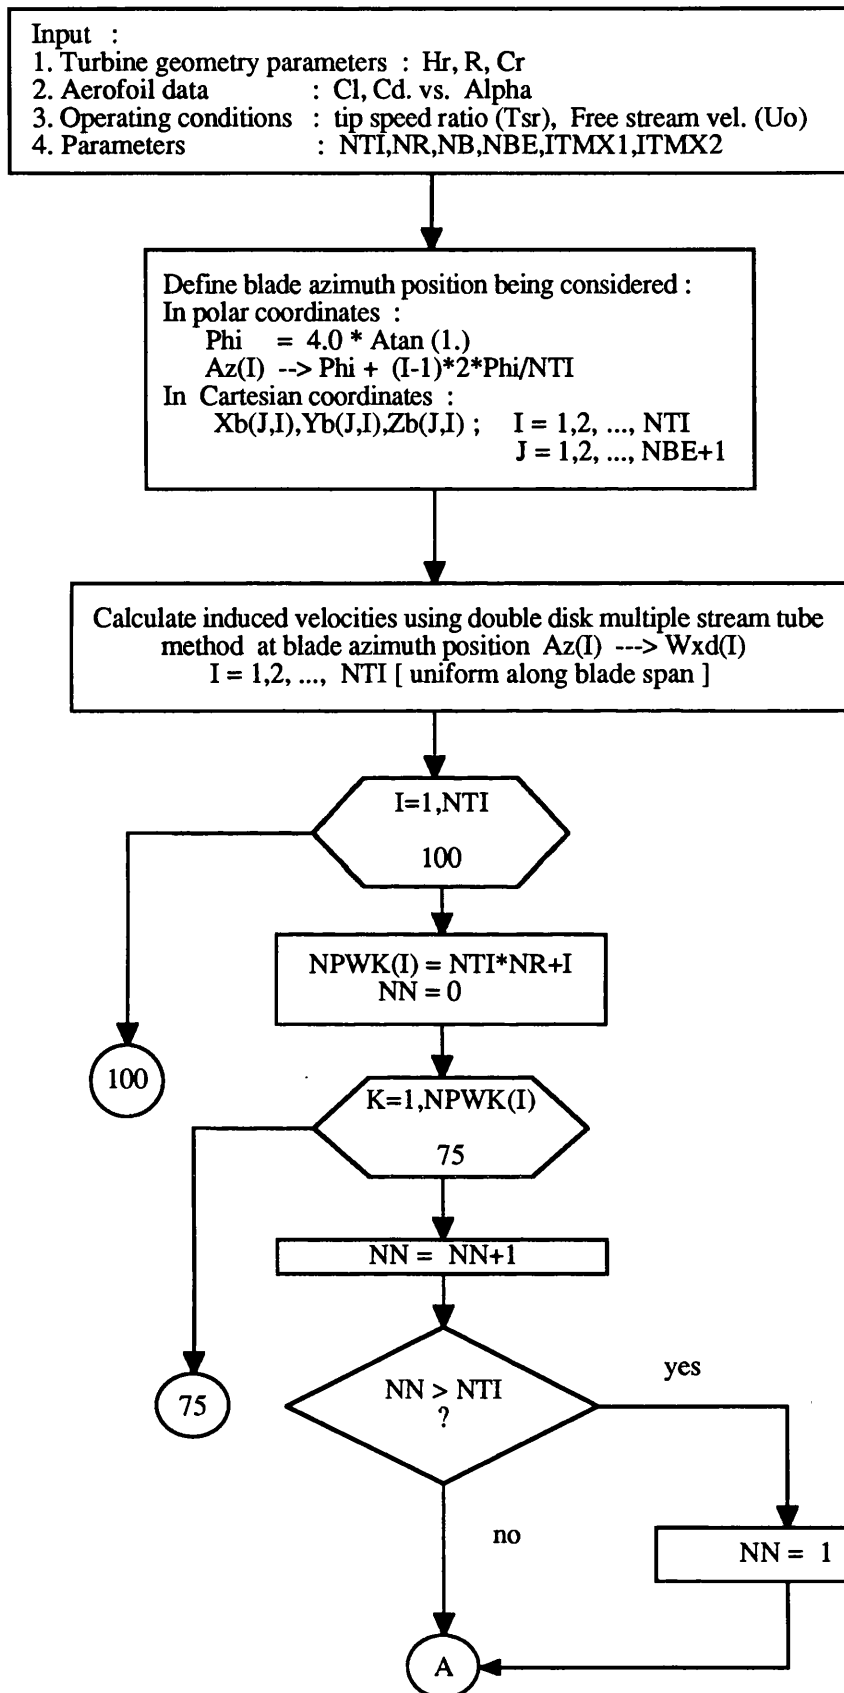 Input :
1. Turbine geometry parameters : Hr, R, Cr
2. Aerofoil data : Cl, Cd. vs. Alpha
3. Operating conditions : tip speed ratio (Tsr), Free stream vel. (Uo)
4. Parameters : NTI,NR,NB,NBE,ITMX1,ITMX2
Define blade azimuth position being considered :
In polar coordinates :
Phi = 4.0 * Atan (1.)
Az(I) --> Phi + (I-1)*2*Phi/NTI
In Cartesian coordinates :
Xb(J,I),Yb(J,I),Zb(J,I) ; I = 1,2, ..., NTI
J = 1,2, ..., NBE+1
Calculate induced velocities using double disk multiple stream tube
method at blade azimuth position Az(I) ---> Wxd(I)
I = 1,2, ..., NTI [ uniform along blade span ]
I=1,NTI
100
NPWK(I) = NTI*NR+I
NN = 0
100
K=1,NPWK(I)
75
NN = NN+1
75
NN > NTI
?
yes
no
NN = 1
A